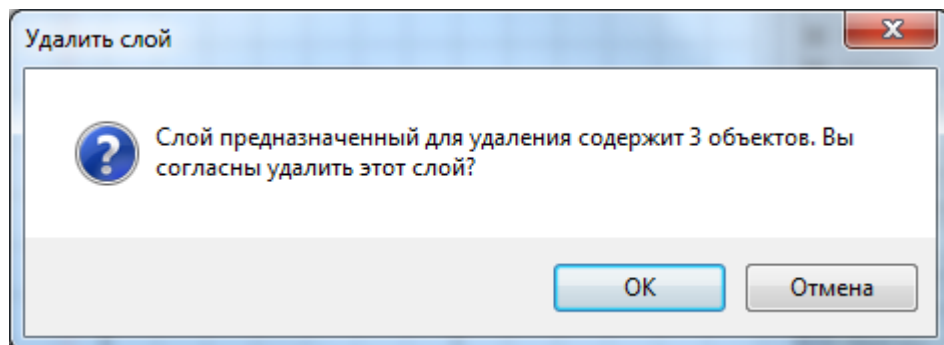 Удалить слой
Слой предназначенный для удаления содержит 3 объектов. Вы
согласны удалить этот слой?
OK
Отмена